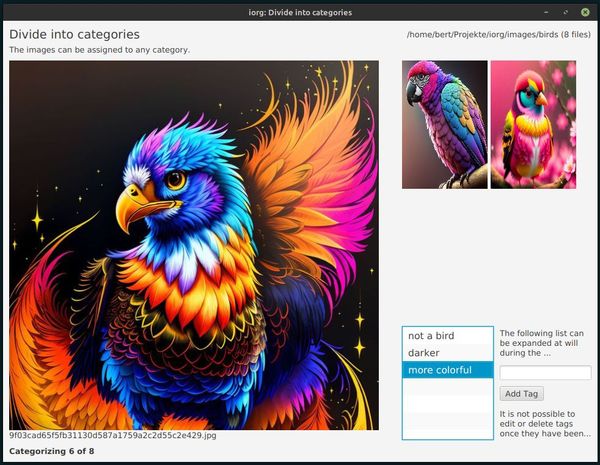 iorg: Divide into categories
Divide into categories
/home/bert/Projekte/iorg/images/birds (8 files)
The images can be assigned to any category.
not a bird
darker
more colorful
The following list can
be expanded at will
during the ...
Add Tag
It is not possible to
edit or delete tags
once they have been...
9f03cad65f5fb31130d587a1759a2c2d55c2e429.jpg
Categorizing 6 of 8